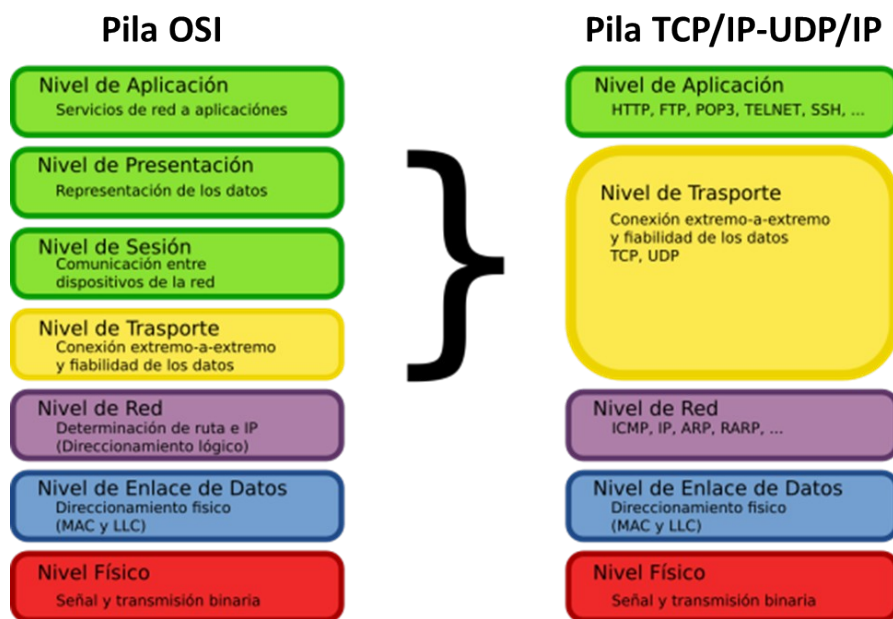 Pila OSI
Nivel de Aplicación
Servicios de red a aplicaciónes
Nivel de Presentación
Representación de los datos
Nivel de Sesión
Comunicación entre
dispositivos de la red
Nivel de Trasporte
Conexión extremo-a-extremo
y fiabilidad de los datos
Nivel de Red
Determinación de ruta e IP
(Direccionamiento lógico)
Nivel de Enlace de Datos
Direccionamiento fisico
(MAC y LLC)
Nivel Físico
Señal y transmisión binaria
}
Pila TCP/IP-UDP/IP
Nivel de Aplicación
HTTP, FTP, POP3, TELNET, SSH, ...
Nivel de Trasporte
Conexión extremo-a-extremo
y fiabilidad de los datos
TCP, UDP
Nivel de Red
ICMP, IP, ARP, RARP, ...
Nivel de Enlace de Datos
Direccionamiento fisico
(MAC y LLC)
Nivel Físico
Señal y transmisión binaria